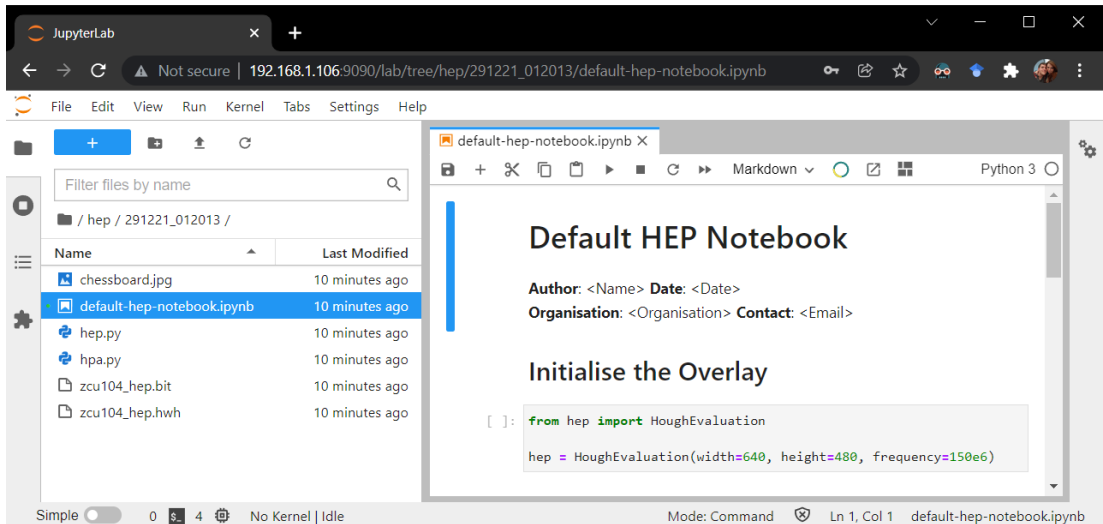 JupyterLab
Not secure | 192.168.1.106:9090/lab/tree/hep/291221_012013/default-hep-notebook.ipynb
File Edit View Run Kernel Tabs Settings Help
default-hep-notebook.ipynb
Markdown Python 3
Filter files by name
/ hep / 291221_012013 /
Name Last Modified
chessboard.jpg 10 minutes ago
default-hep-notebook.ipynb 10 minutes ago
hep.py 10 minutes ago
hpa.py 10 minutes ago
zcu104_hep.bit 10 minutes ago
zcu104_hep.hwh 10 minutes ago
Default HEP Notebook
Author: <Name> Date: <Date>
Organisation: <Organisation> Contact: <Email>
Initialise the Overlay
[ ]: from hep import HoughEvaluation
hep = HoughEvaluation(width=640, height=480, frequency=150e6)
Simple 0 $_ 4 No Kernel | Idle Mode: Command Ln 1, Col 1 default-hep-notebook.ipynb